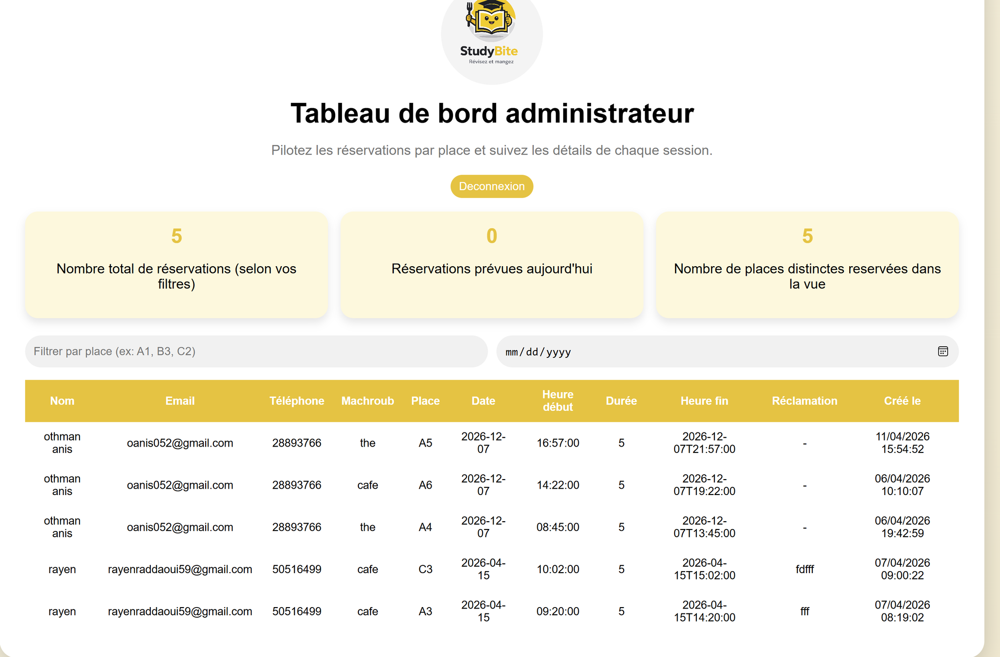 StudyBite
Révisez et mangez
Tableau de bord administrateur
Pilotez les réservations par place et suivez les détails de chaque session.
Deconnexion
5
Nombre total de réservations (selon vos
filtres)
0
Réservations prévues aujourd'hui
5
Nombre de places distinctes reservées dans
la vue
Filtrer par place (ex: A1, B3, C2)
mm/dd/yyyy
Nom Email Téléphone Machroub Place Date Heure début Durée Heure fin Réclamation Créé le
othman anis oanis052@gmail.com 28893766 the A5 2026-12-07 16:57:00 5 2026-12-07T21:57:00 - 11/04/2026 15:54:52
othman anis oanis052@gmail.com 28893766 cafe A6 2026-12-07 14:22:00 5 2026-12-07T19:22:00 - 06/04/2026 10:10:07
othman anis oanis052@gmail.com 28893766 the A4 2026-12-07 08:45:00 5 2026-12-07T13:45:00 - 06/04/2026 19:42:59
rayen rayenraddaoui59@gmail.com 50516499 cafe C3 2026-04-15 10:02:00 5 2026-04-15T15:02:00 fdfff 07/04/2026 09:00:22
rayen rayenraddaoui59@gmail.com 50516499 cafe A3 2026-04-15 09:20:00 5 2026-04-15T14:20:00 fff 07/04/2026 08:19:02